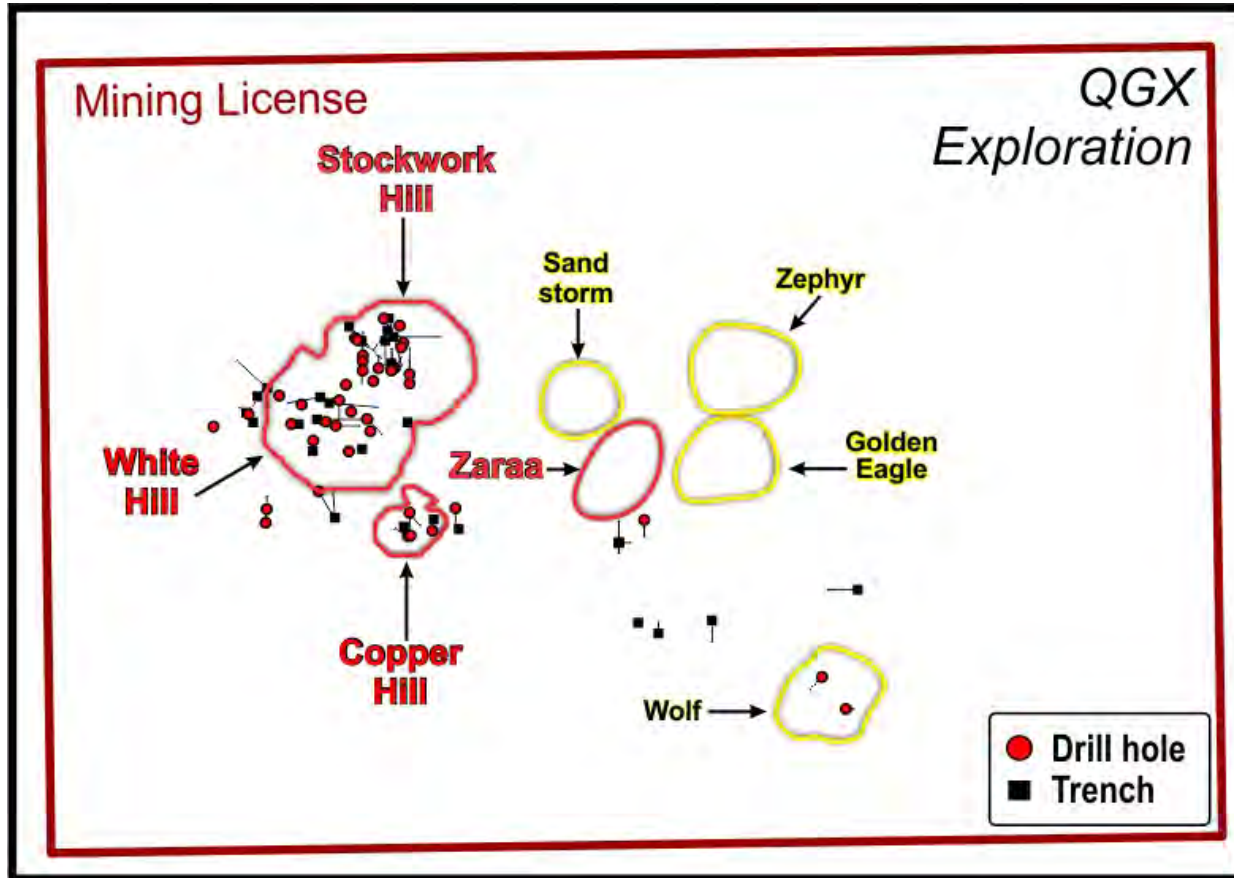 Mining License
QGX
Exploration
Stockwork
Hill
Sand
storm
Zephyr
White
Hill
Zaraa
Golden
Eagle
Copper
Hill
Wolf
Drill hole
Trench